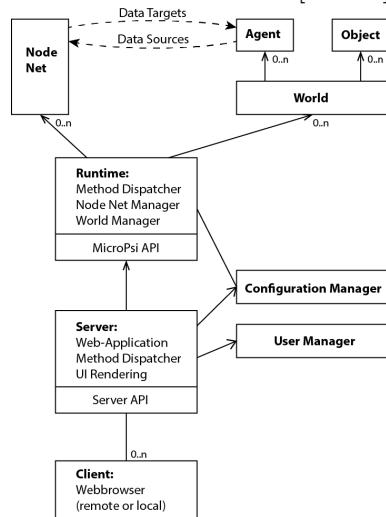 Data Targets
Data Sources
Node
Net
Agent
Object
0..n
0..n
World
0..n
0..n
Runtime:
Method Dispatcher
Node Net Manager
World Manager
MicroPsi API
Configuration Manager
Server:
Web-Application
Method Dispatcher
UI Rendering
User Manager
Server API
0..n
Client:
Webbrowser
(remote or local)